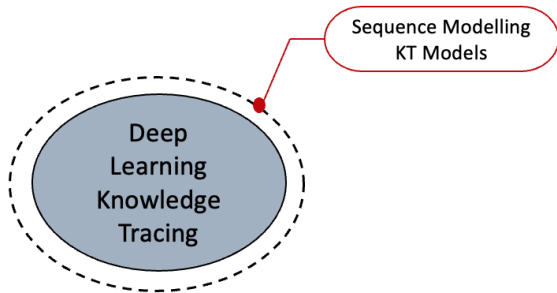 Sequence Modelling
KT Models
Deep
Learning
Knowledge
Tracing